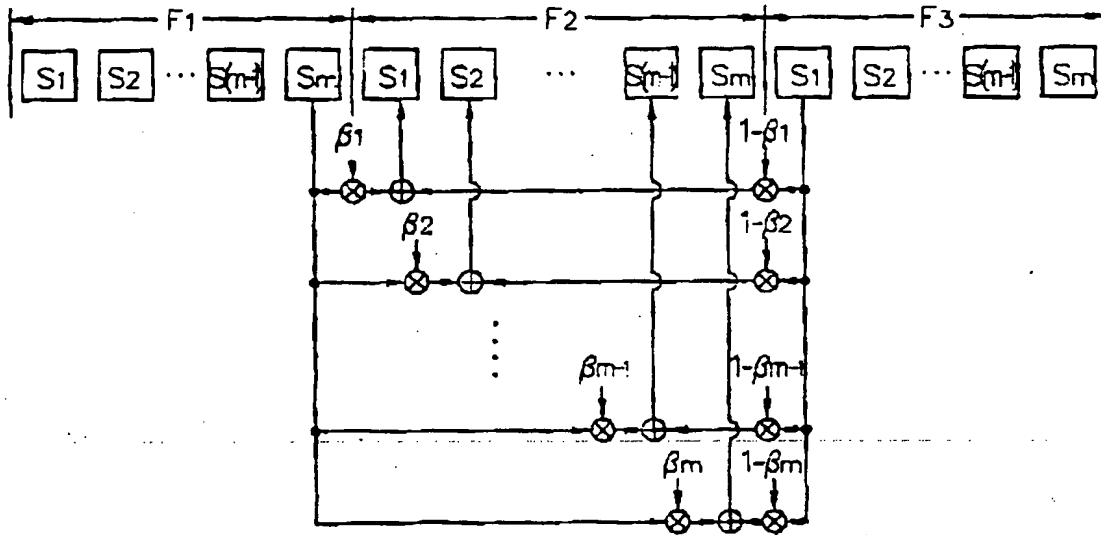 F1 F2 F3
S1 S2 ... S(m-1) Sm S1 S2 ... S(m-1) Sm S1 S2 ... S(m-1) Sm
β1 1-β1
β2 1-β2
βm-1 1-βm-1
βm 1-βm